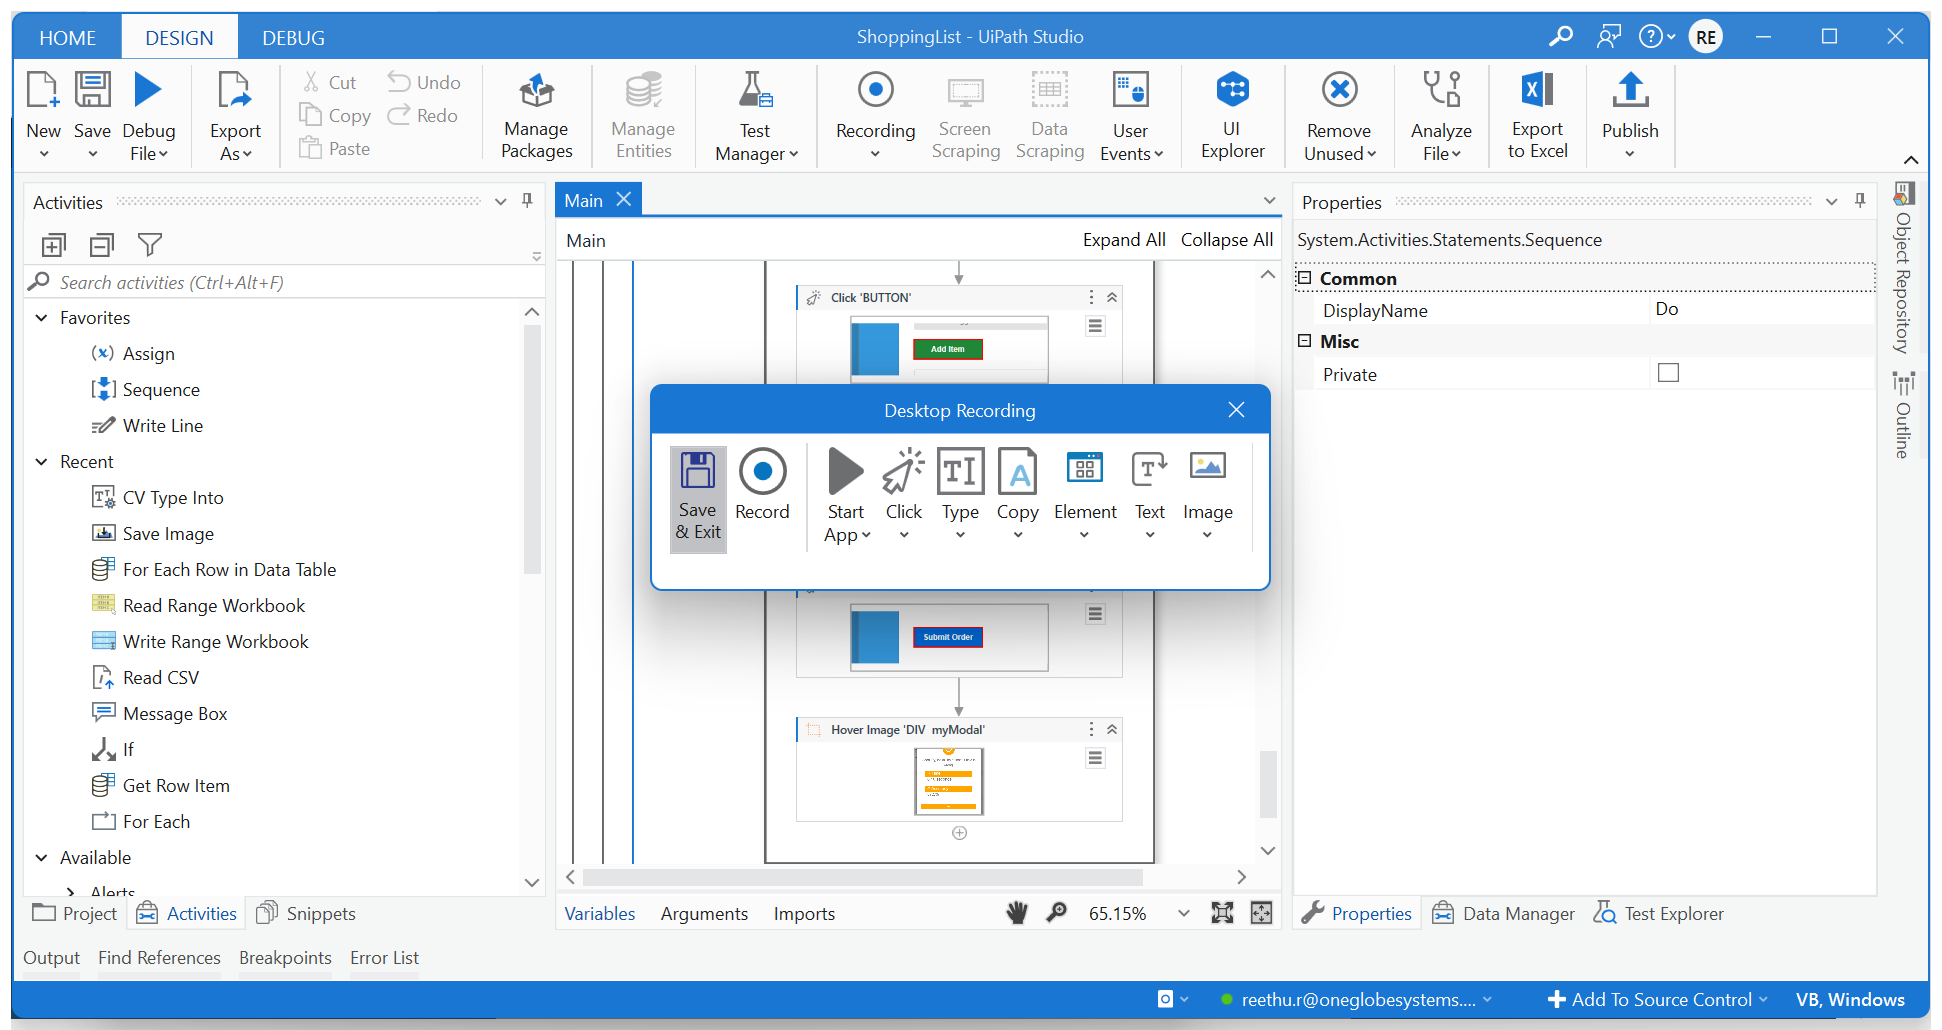 HOME DESIGN DEBUG ShoppingList - UiPath Studio RE
New Save Debug File Export As Cut Copy Paste Undo Redo Manage Packages Manage Entities Test Manager Recording Screen Scraping Data Scraping User Events UI Explorer Remove Unused Analyze File Export to Excel Publish
Activities
Search activities (Ctrl+Alt+F)
Favorites
Assign
Sequence
Write Line
Recent
CV Type Into
Save Image
For Each Row in Data Table
Read Range Workbook
Write Range Workbook
Read CSV
Message Box
If
Get Row Item
For Each
Available
Alerts
Project Activities Snippets
Main
Main Expand All Collapse All
Click 'BUTTON'
Add Item
Desktop Recording
Save & Exit Record Start App Click Type Copy Element Text Image
Submit Order
Hover Image 'DIV myModal'
Variables Arguments Imports 65.15%
Properties
System.Activities.Statements.Sequence
Common
DisplayName Do
Misc
Private
Properties Data Manager Test Explorer
Object Repository
Outline
Output Find References Breakpoints Error List
reethu.r@oneglobesystems.... Add To Source Control VB, Windows